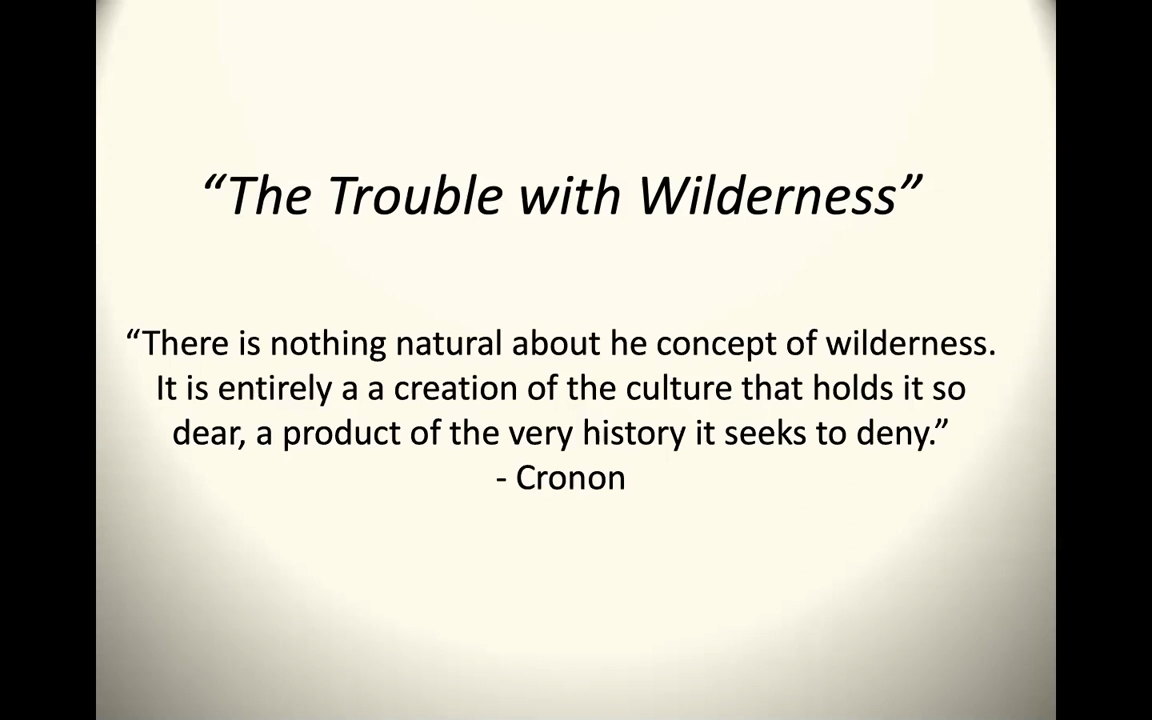 “The Trouble with Wilderness”
“There is nothing natural about he concept of wilderness.
It is entirely a a creation of the culture that holds it so
dear, a product of the very history it seeks to deny.”
- Cronon